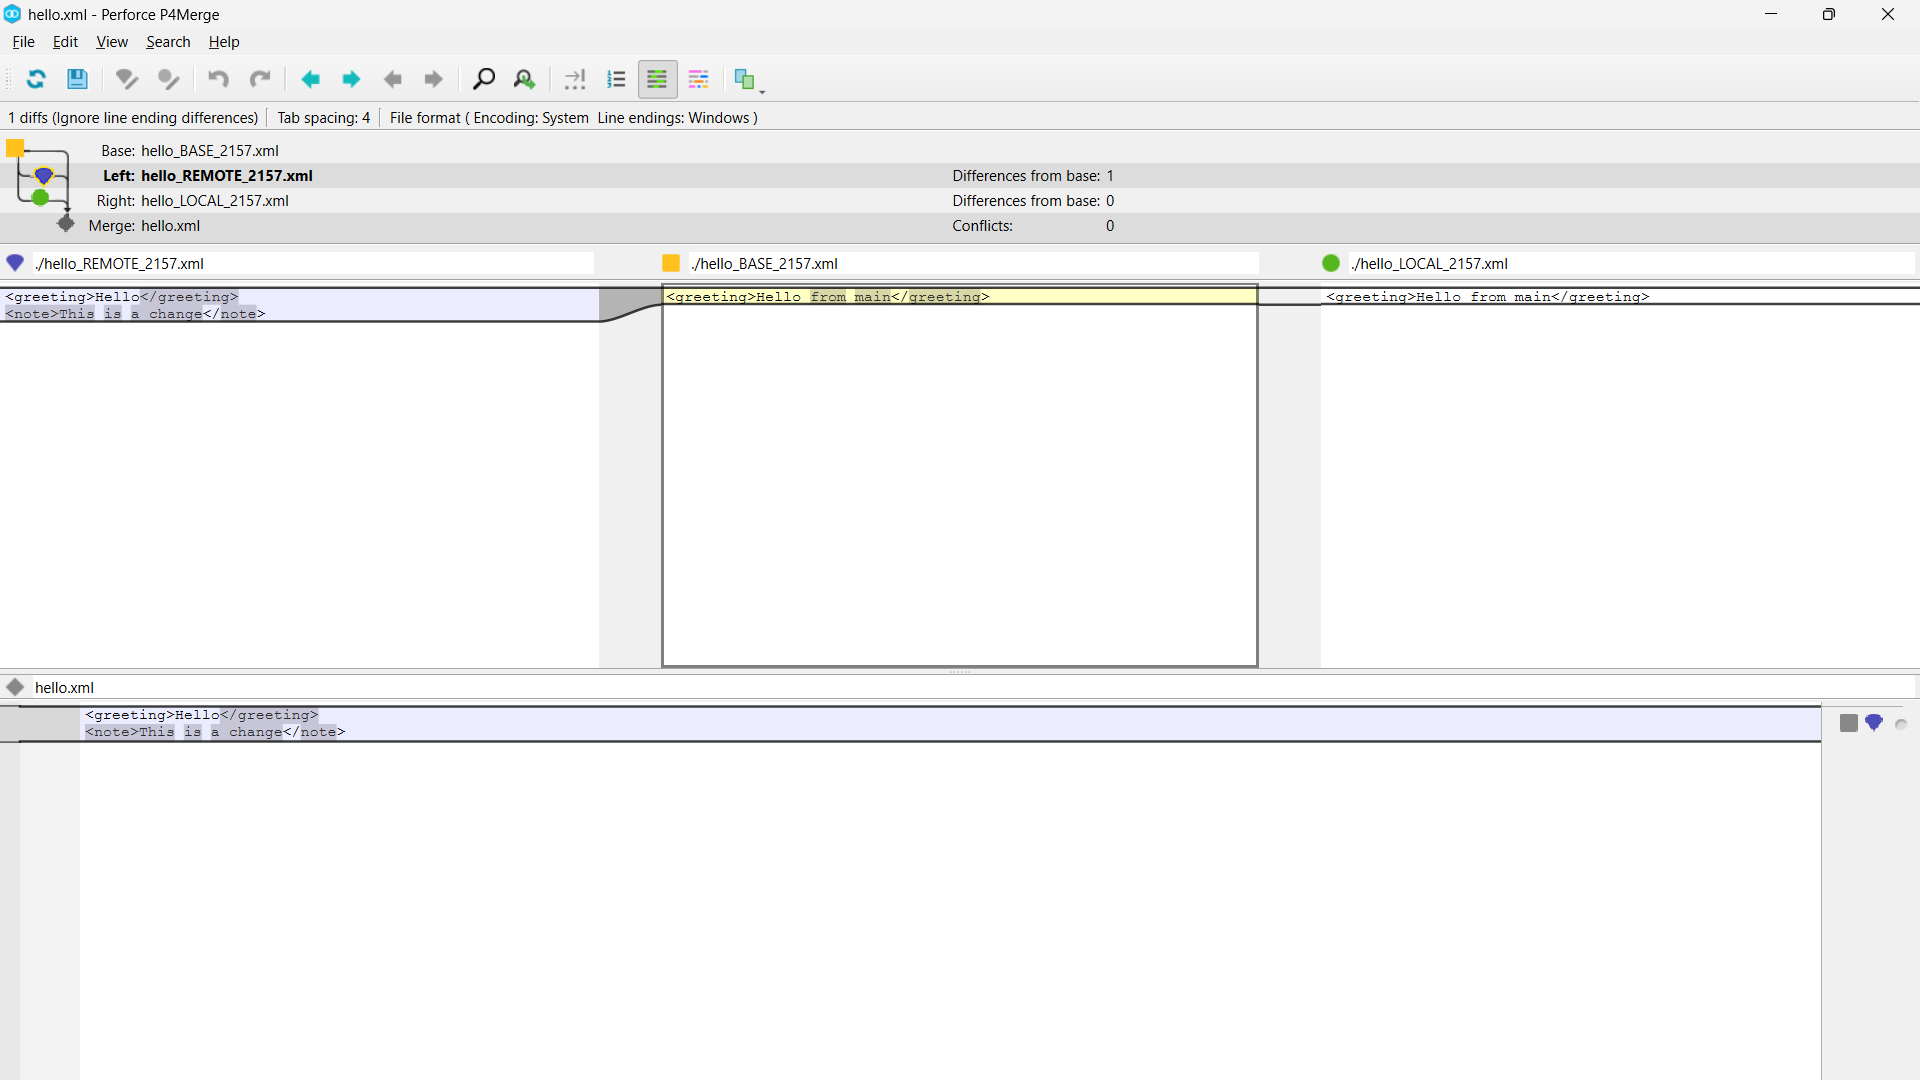 hello.xml - Perforce P4Merge
File Edit View Search Help
1 diffs (Ignore line ending differences) Tab spacing: 4 File format ( Encoding: System Line endings: Windows )
Base: hello_BASE_2157.xml
Left: hello_REMOTE_2157.xml Differences from base: 1
Right: hello_LOCAL_2157.xml Differences from base: 0
Merge: hello.xml Conflicts: 0
./hello_REMOTE_2157.xml ./hello_BASE_2157.xml ./hello_LOCAL_2157.xml
<greeting>Hello</greeting> <greeting>Hello from main</greeting> <greeting>Hello from main</greeting>
<note>This is a change</note>
hello.xml
<greeting>Hello</greeting>
<note>This is a change</note>